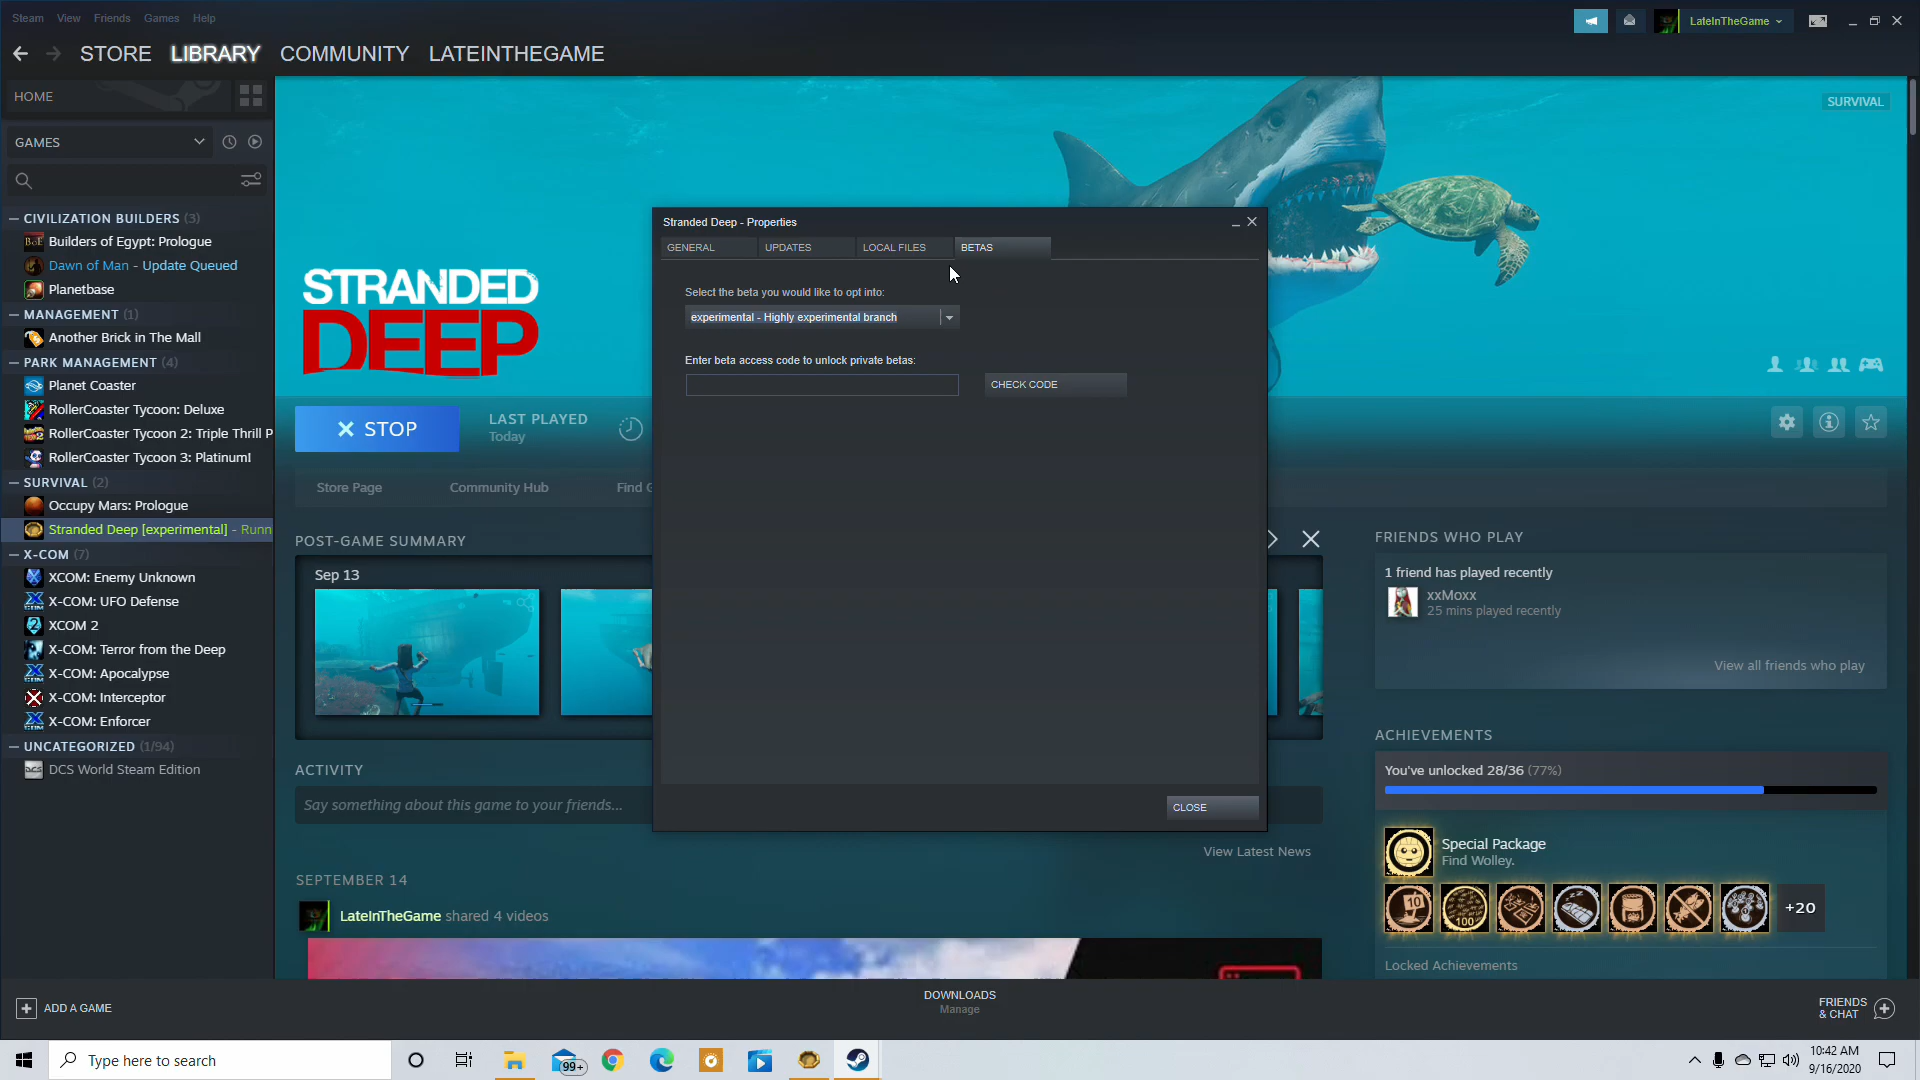 Steam View Friends Games Help
LateInTheGame
STORE LIBRARY COMMUNITY LATEINTHEGAME
HOME
GAMES
CIVILIZATION BUILDERS (3)
Builders of Egypt: Prologue
Dawn of Man - Update Queued
Planetbase
MANAGEMENT (1)
Another Brick in The Mall
PARK MANAGEMENT (4)
Planet Coaster
RollerCoaster Tycoon: Deluxe
RollerCoaster Tycoon 2: Triple Thrill P
RollerCoaster Tycoon 3: Platinum!
SURVIVAL (2)
Occupy Mars: Prologue
Stranded Deep [experimental] - Runn
X-COM (7)
XCOM: Enemy Unknown
X-COM: UFO Defense
XCOM 2
X-COM: Terror from the Deep
X-COM: Apocalypse
X-COM: Interceptor
X-COM: Enforcer
UNCATEGORIZED (1/94)
DCS World Steam Edition
SURVIVAL
STRANDED
DEEP
STOP
LAST PLAYED
Today
Store Page Community Hub Find G
POST-GAME SUMMARY
Sep 13
ACTIVITY
Say something about this game to your friends...
View Latest News
SEPTEMBER 14
LateInTheGame shared 4 videos
Stranded Deep - Properties
GENERAL UPDATES LOCAL FILES BETAS
Select the beta you would like to opt into:
experimental - Highly experimental branch
Enter beta access code to unlock private betas:
CHECK CODE
CLOSE
FRIENDS WHO PLAY
1 friend has played recently
xxMoxx
25 mins played recently
View all friends who play
ACHIEVEMENTS
You've unlocked 28/36 (77%)
Special Package
Find Wolley.
10
100
+20
Locked Achievements
ADD A GAME
DOWNLOADS
Manage
FRIENDS
& CHAT
Type here to search
99+
10:42 AM
9/16/2020